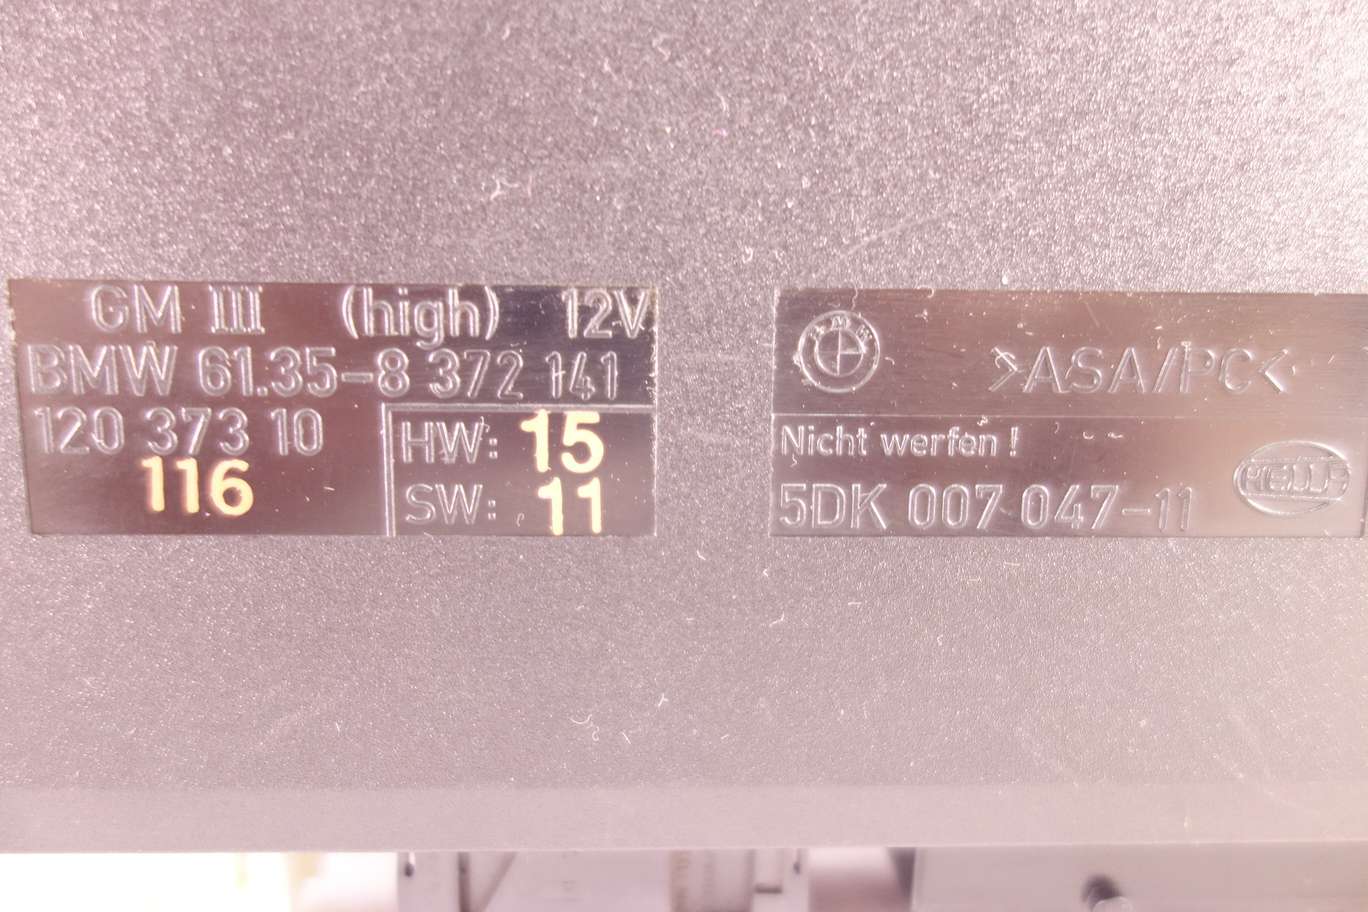 GM III (high) 12V
BMW 61.35-8 372 141
120 373 10
116
HW: 15
SW: 11
BMW
>ASA/PC<
Nicht werfen!
5DK 007 047-11
HELLA